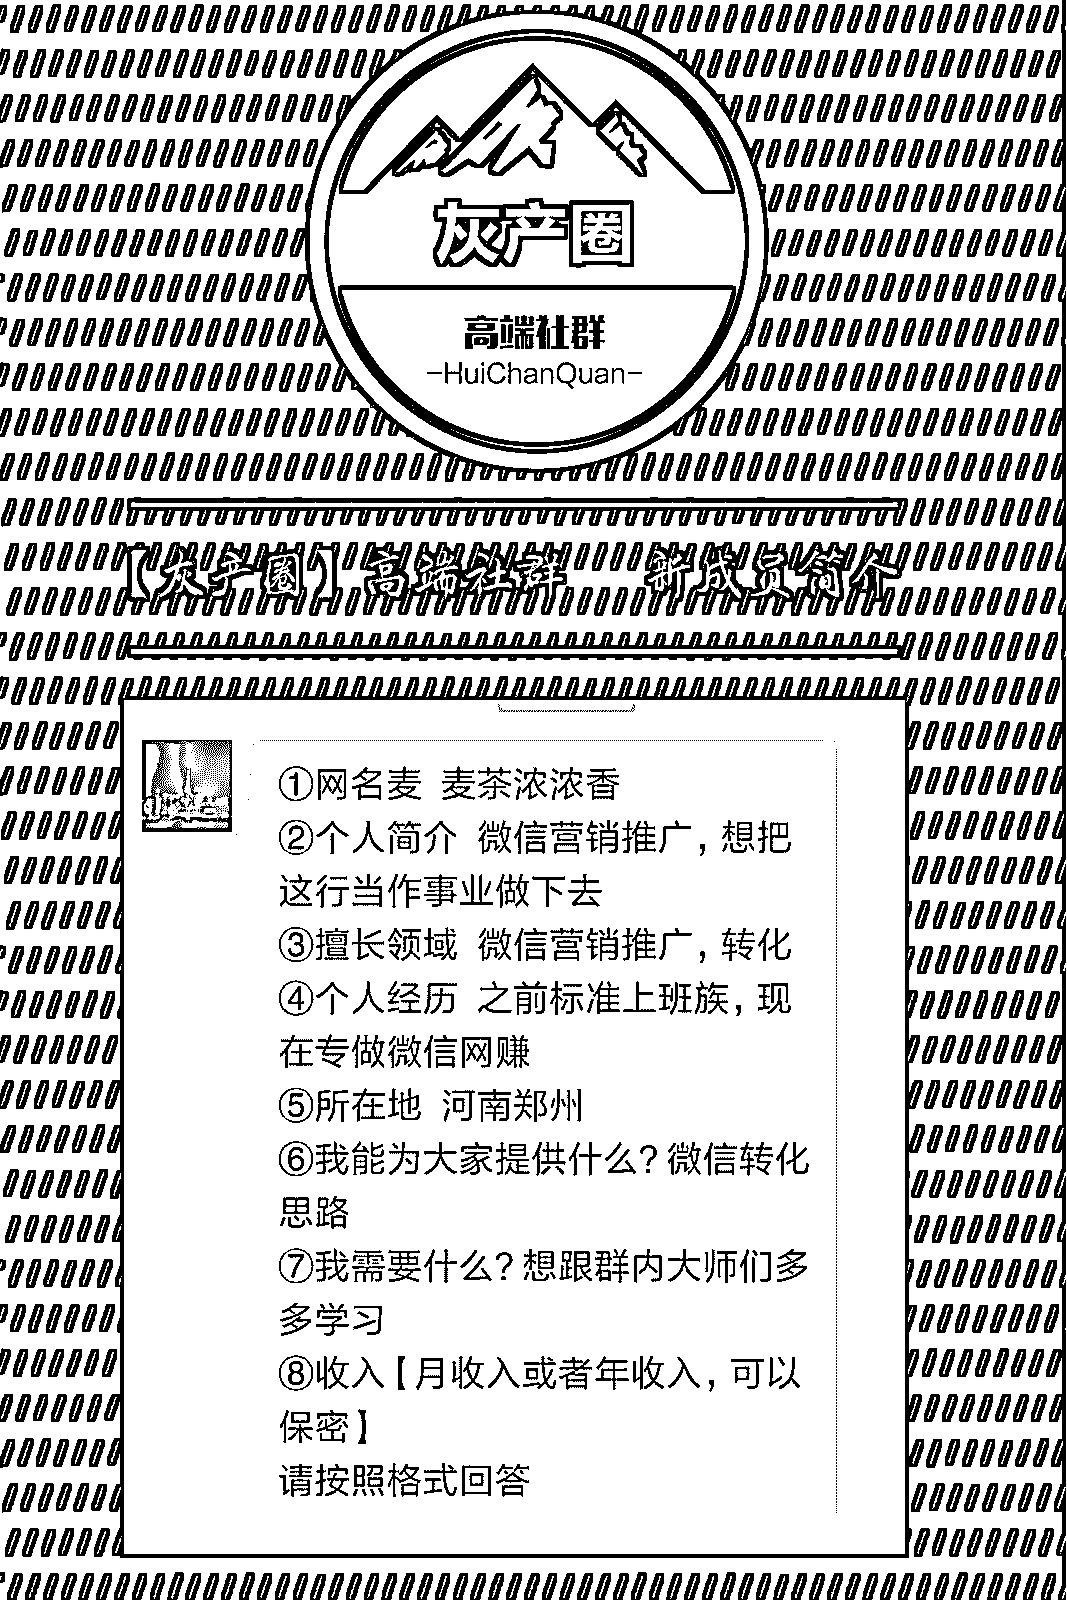 灰产圈
高端社群
-HuiChanQuan-
【灰产圈】高端社群 新成员简介
①网名麦 麦茶浓浓香
②个人简介 微信营销推广，想把
这行当作事业做下去
③擅长领域 微信营销推广，转化
④个人经历 之前标准上班族，现
在专做微信网赚
⑤所在地 河南郑州
⑥我能为大家提供什么？微信转化
思路
⑦我需要什么？想跟群内大师们多
多学习
⑧收入【月收入或者年收入，可以
保密】
请按照格式回答